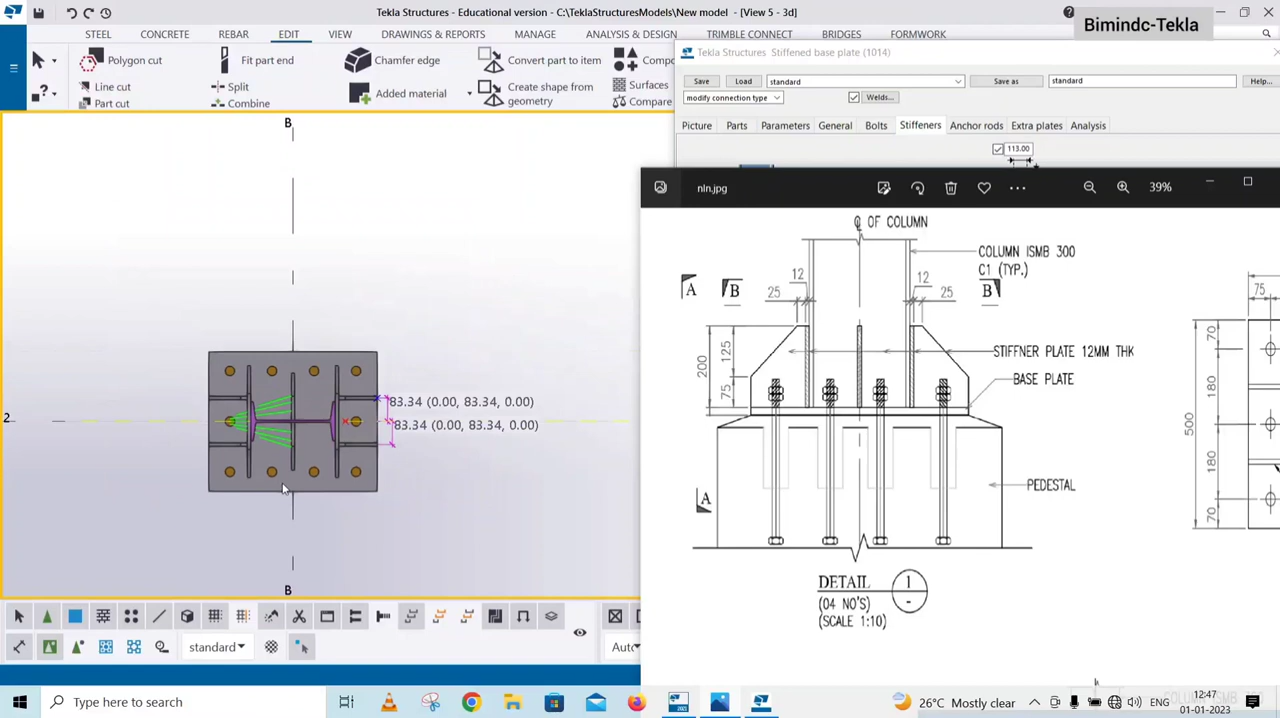 Tekla Structures - Educational version - C:\TeklaStructuresModels\New model - [View 5 - 3d]
Bimindc-Tekla
STEEL CONCRETE REBAR EDIT VIEW DRAWINGS & REPORTS MANAGE ANALYSIS & DESIGN TRIMBLE CONNECT BRIDGES FORMWORK
Polygon cut
Fit part end
Chamfer edge
Convert part to item
Compo
Line cut
Split
Added material
Create shape from geometry
Surfaces
Part cut
Combine
Compare
Tekla Structures Stiffened base plate (1014)
Save
Load
standard
Save as
standard
Help...
modify connection type
Welds...
Picture Parts Parameters General Bolts Stiffeners Anchor rods Extra plates Analysis
113.00
nln.jpg
39%
B
2
83.34 (0.00, 83.34, 0.00)
83.34 (0.00, 83.34, 0.00)
B
℄ OF COLUMN
COLUMN ISMB 300
C1 (TYP.)
12
12
A
B
25
25
B
75
200
125
75
STIFFNER PLATE 12MM THK
BASE PLATE
70
180
500
180
70
A
PEDESTAL
DETAIL
1
-
(04 NO'S)
(SCALE 1:10)
standard
Auto
Type here to search
26°C Mostly clear
ENG
12:47
01-01-2023